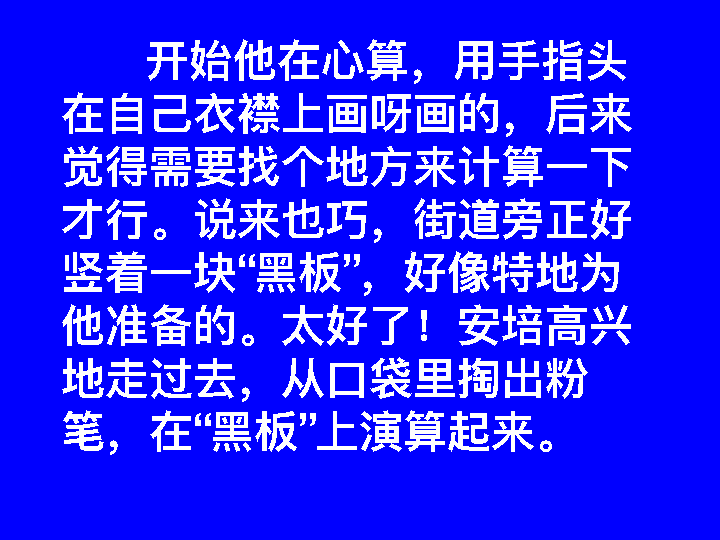 开始他在心算，用手指头
在自己衣襟上画呀画的，后来
觉得需要找个地方来计算一下
才行。说来也巧，街道旁正好
竖着一块“黑板”，好像特地为
他准备的。太好了！安培高兴
地走过去，从口袋里掏出粉
笔，在“黑板”上演算起来。